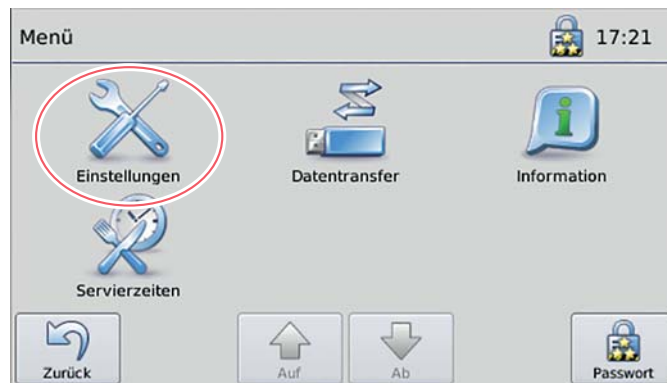 Menü
17:21
Einstellungen
Datentransfer
Information
Servierzeiten
Zurück
Auf
Ab
Passwort